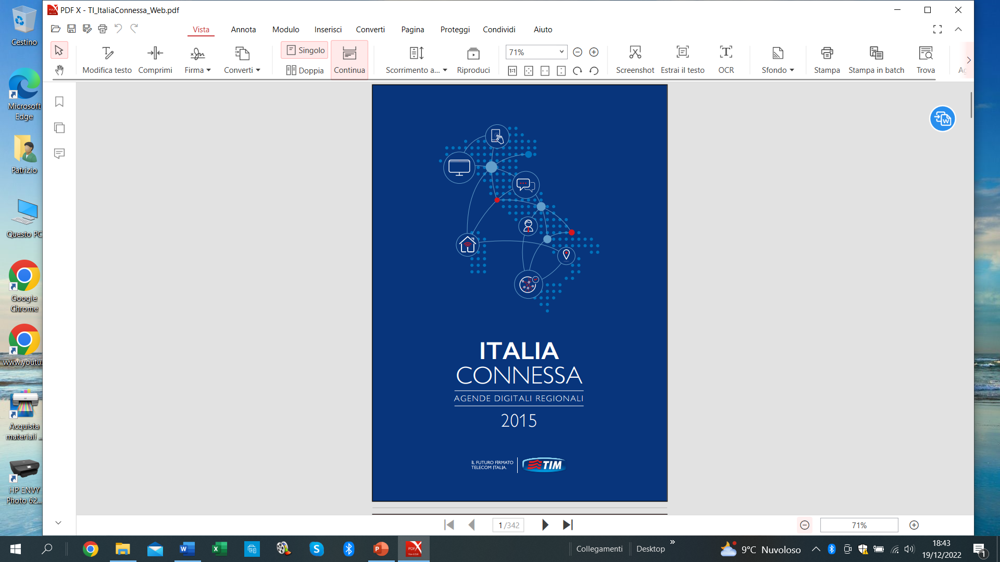 PDF X - TI_ItaliaConnessa_Web.pdf
Vista Annota Modulo Inserisci Converti Pagina Proteggi Condividi Aiuto
Modifica testo Comprimi Firma Converti Singolo Doppia Continua Scorrimento a... Riproduci 71% Screenshot Estrai il testo OCR Sfondo Stampa Stampa in batch Trova
Cestino
Microsoft
Edge
Patrizio
Questo PC
Google
Chrome
www.youtu...
Acquista
materiali ...
HP ENVY
Photo 62...
ITALIA
CONNESSA
AGENDE DIGITALI REGIONALI
2015
IL FUTURO FIRMATO
TELECOM ITALIA.
TIM
1 /342
71%
Collegamenti Desktop
9°C Nuvoloso
18:43
19/12/2022
1